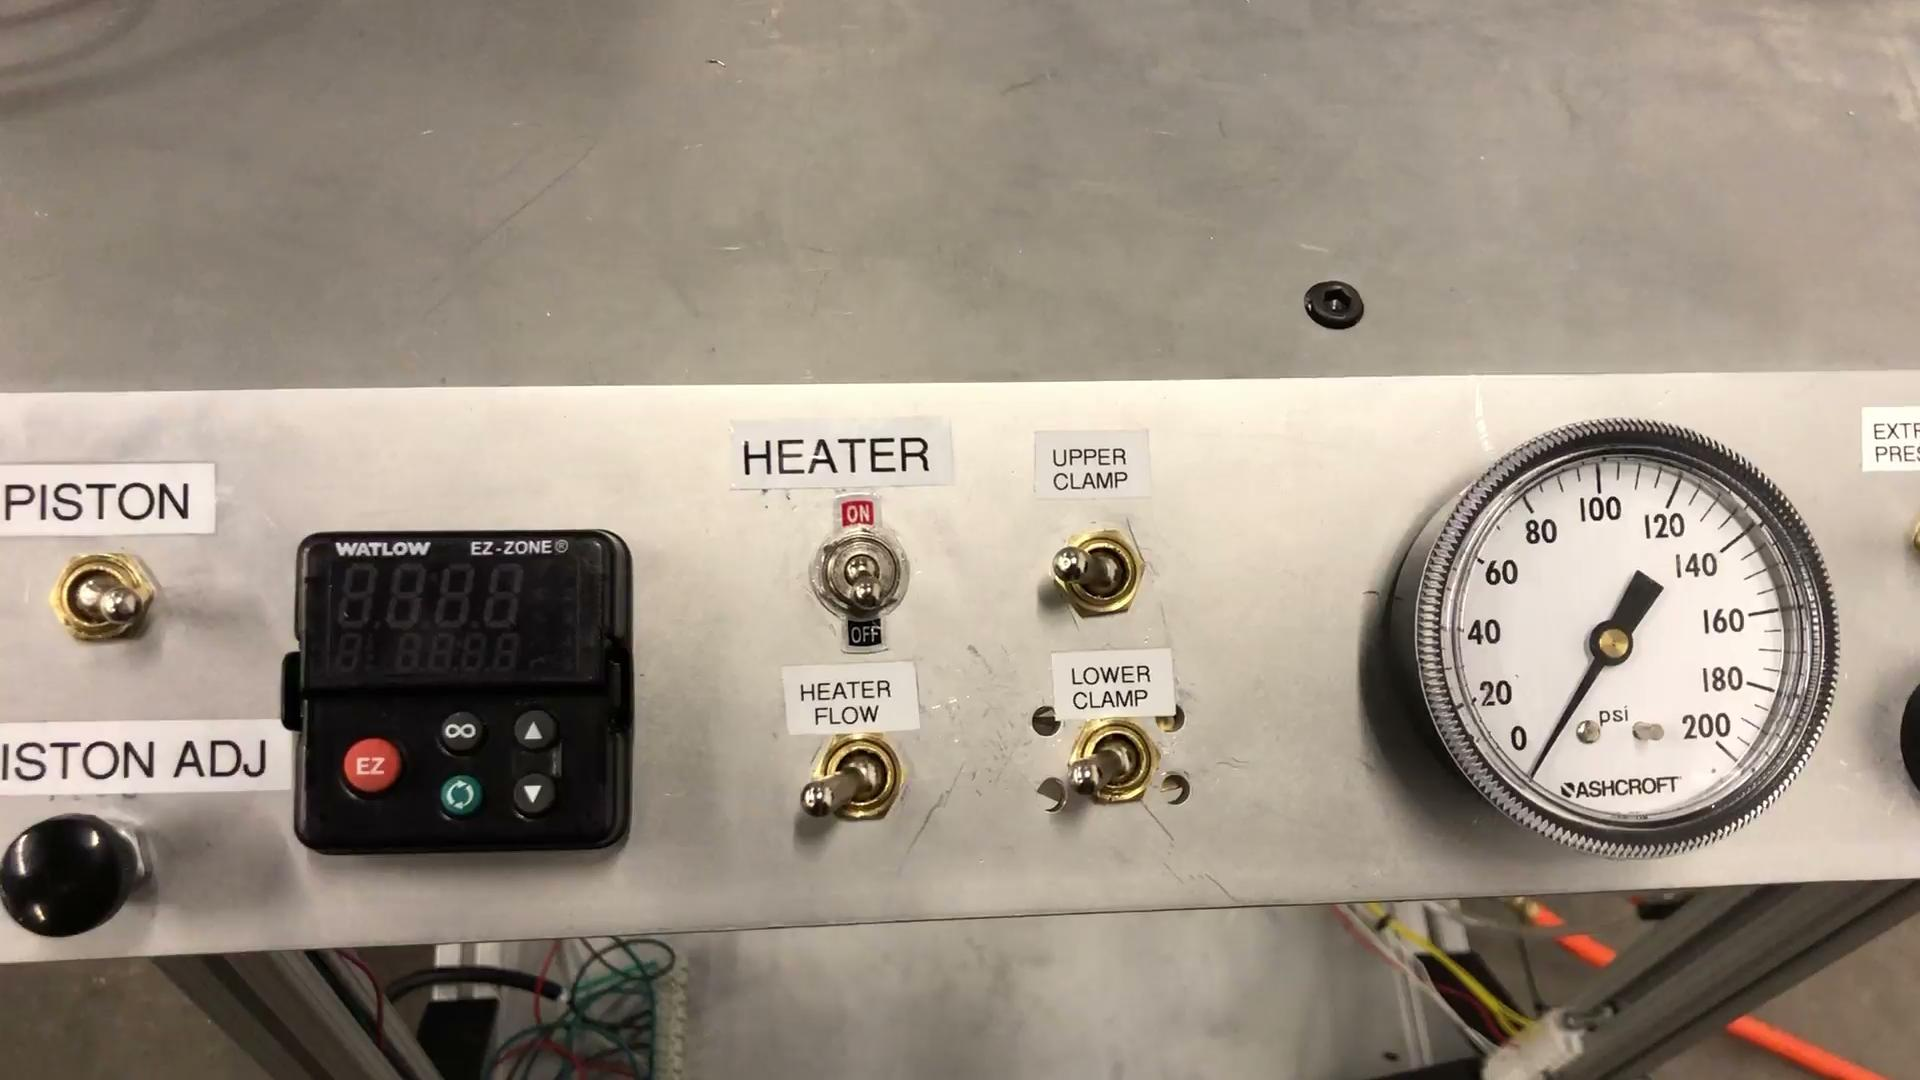 PISTON
ISTON ADJ
WATLOW EZ-ZONE®
EZ
HEATER
ON
OFF
HEATER
FLOW
UPPER
CLAMP
LOWER
CLAMP
0
20
40
60
80
100
120
140
160
180
200
psi
ASHCROFT
EXTR
PRES